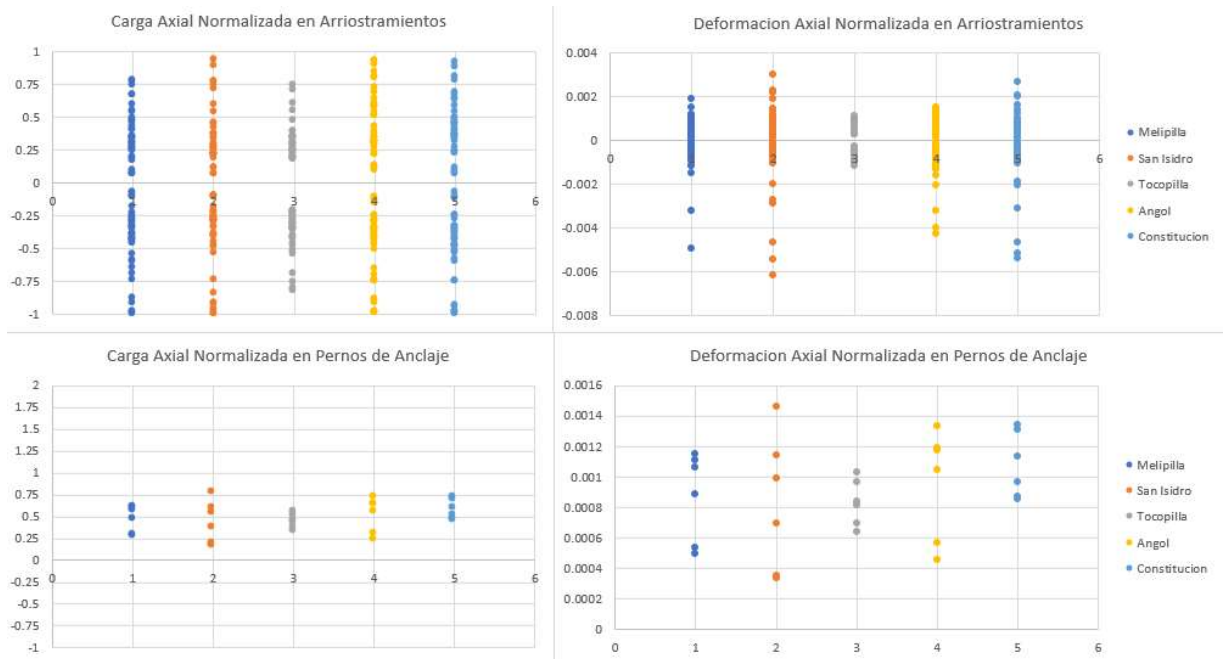 Carga Axial Normalizada en Arriostramientos
1
0.75
0.5
0.25
0
-0.25
-0.5
-0.75
-1
0 1 2 3 4 5 6
Deformacion Axial Normalizada en Arriostramientos
0.004
0.002
0
-0.002
-0.004
-0.006
-0.008
0 1 2 3 4 5 6
Melipilla
San Isidro
Tocopilla
Angol
Constitucion
Carga Axial Normalizada en Pernos de Anclaje
2
1.75
1.5
1.25
1
0.75
0.5
0.25
0
-0.25
-0.5
-0.75
-1
0 1 2 3 4 5 6
Deformacion Axial Normalizada en Pernos de Anclaje
0.0016
0.0014
0.0012
0.001
0.0008
0.0006
0.0004
0.0002
0
0 1 2 3 4 5 6
Melipilla
San Isidro
Tocopilla
Angol
Constitucion